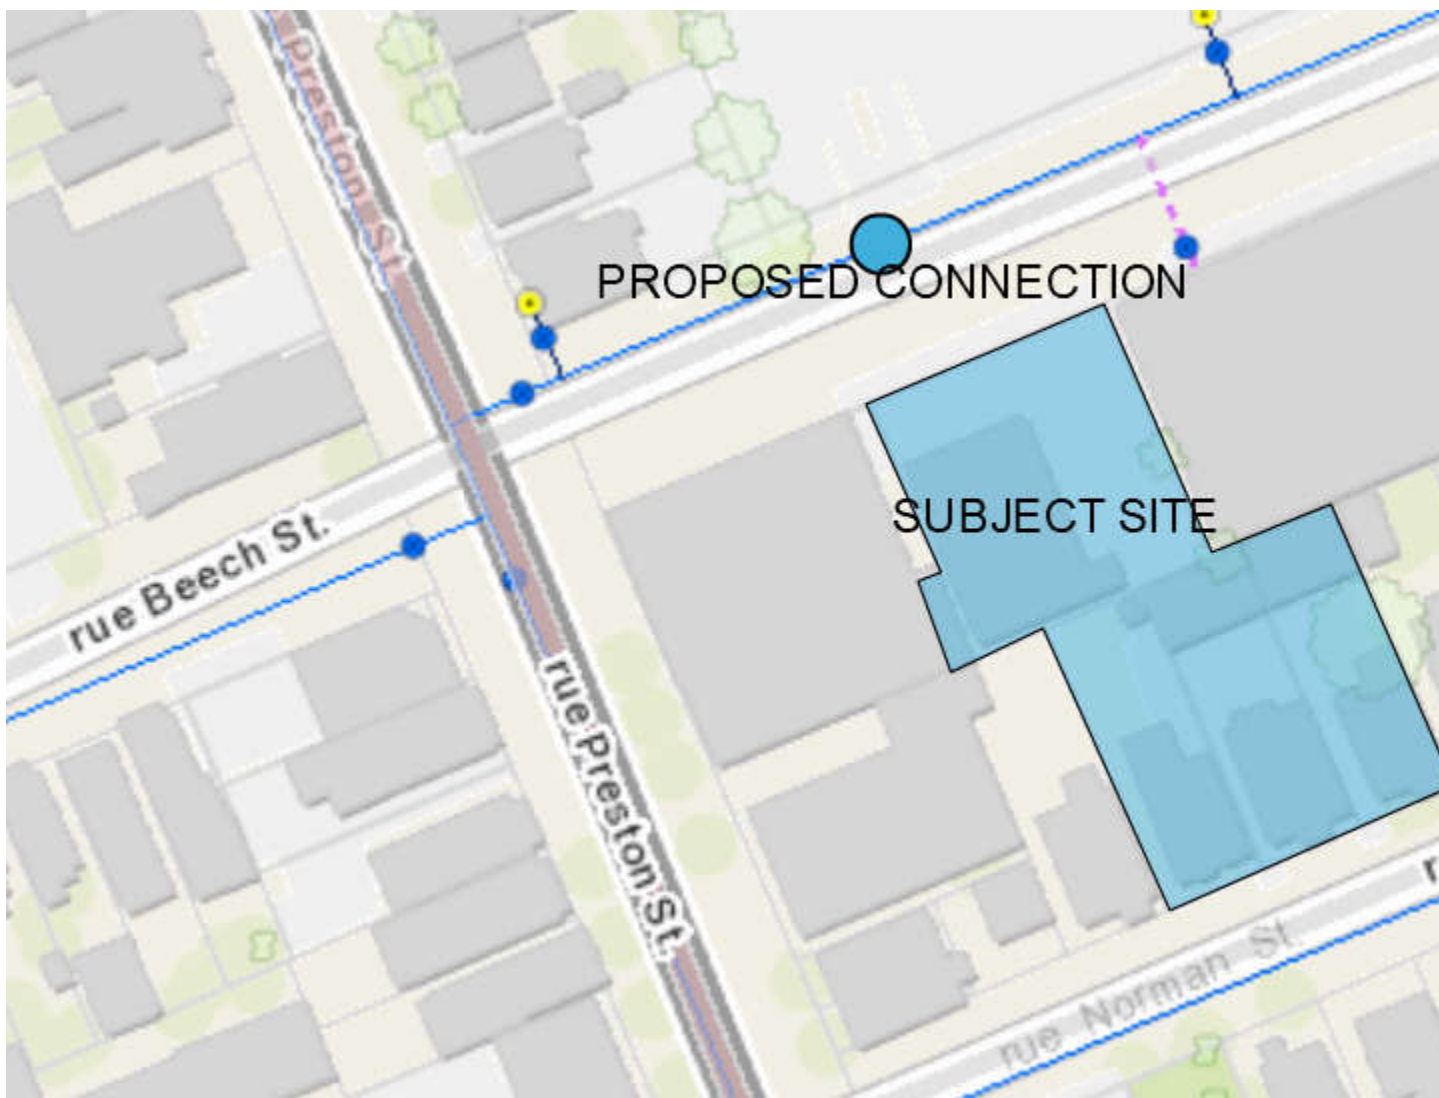 Preston St.
PROPOSED CONNECTION
SUBJECT SITE
rue Beech St.
rue Preston St.
rue Norman St
r